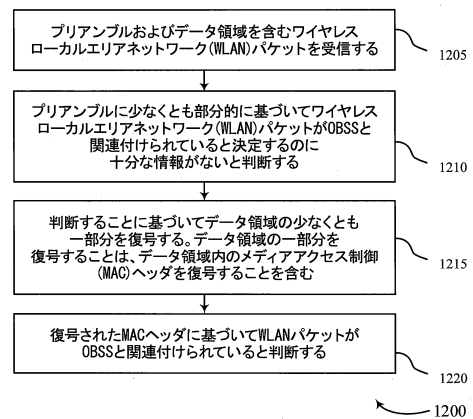 プリアンブルおよびデータ領域を含むワイヤレス
ローカルエリアネットワーク(WLAN)パケットを受信する
1205
プリアンブルに少なくとも部分的に基づいてワイヤレス
ローカルエリアネットワーク(WLAN)パケットがOBSSと
関連付けられていると決定するのに
十分な情報がないと判断する
1210
判断することに基づいてデータ領域の少なくとも
一部分を復号する。データ領域の一部分を
復号することは、データ領域内のメディアアクセス制御
(MAC)ヘッダを復号することを含む
1215
復号されたMACヘッダに基づいてWLANパケットが
OBSSと関連付けられていると判断する
1220
1200